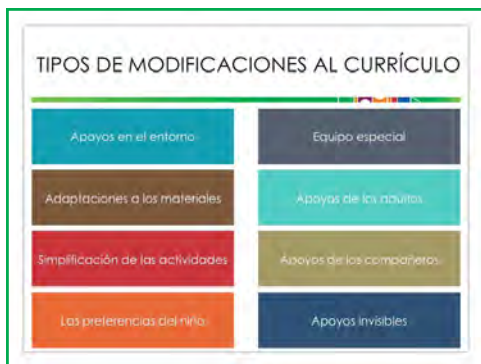 TIPOS DE MODIFICACIONES AL CURRÍCULO
Apoyos en el entorno
Equipo especial
Adaptaciones a los materiales
Apoyos de los adultos
Simplificación de las actividades
Apoyos de los compañeros
Las preferencias del niño
Apoyos invisibles